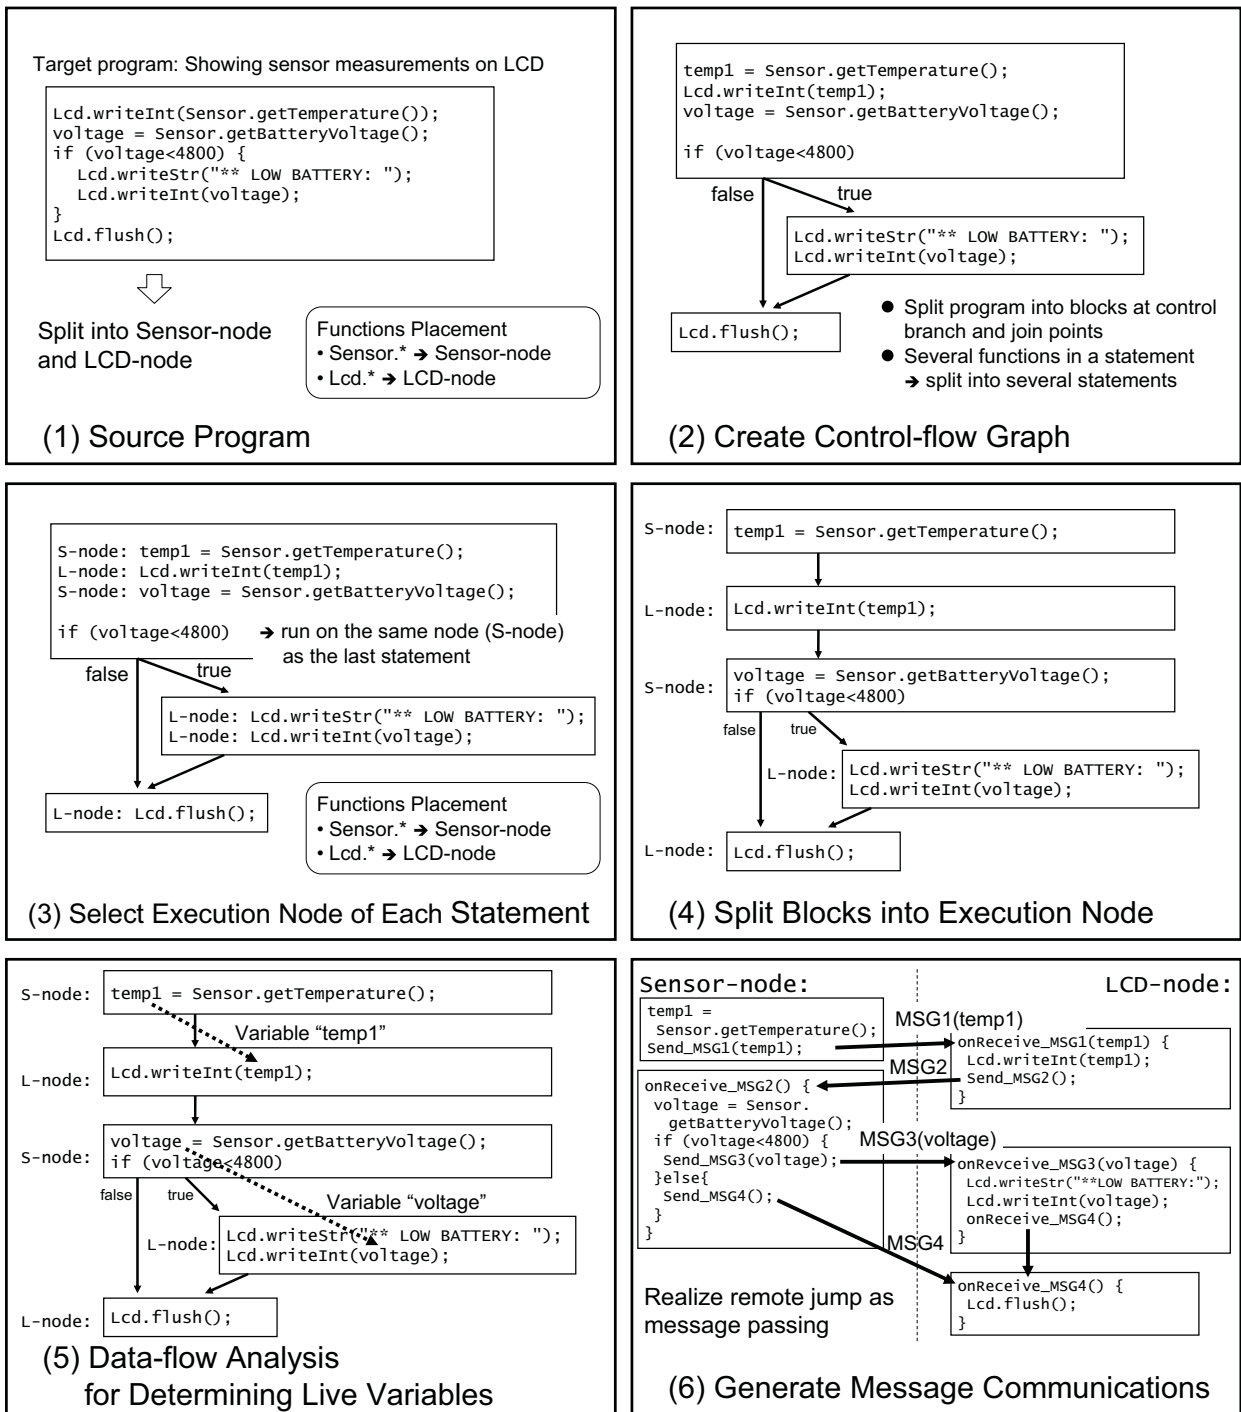 Target program: Showing sensor measurements on LCD
Lcd.writeInt(Sensor.getTemperature());
voltage = Sensor.getBatteryVoltage();
if (voltage<4800) {
  Lcd.writeStr("** LOW BATTERY: ");
  Lcd.writeInt(voltage);
}
Lcd.flush();
Split into Sensor-node
and LCD-node
Functions Placement
• Sensor.* ➔ Sensor-node
• Lcd.* ➔ LCD-node
(1) Source Program
temp1 = Sensor.getTemperature();
Lcd.writeInt(temp1);
voltage = Sensor.getBatteryVoltage();
if (voltage<4800)
false
true
Lcd.writeStr("** LOW BATTERY: ");
Lcd.writeInt(voltage);
Lcd.flush();
● Split program into blocks at control
branch and join points
● Several functions in a statement
➔ split into several statements
(2) Create Control-flow Graph
S-node: temp1 = Sensor.getTemperature();
L-node: Lcd.writeInt(temp1);
S-node: voltage = Sensor.getBatteryVoltage();
if (voltage<4800) ➔ run on the same node (S-node)
as the last statement
false
true
L-node: Lcd.writeStr("** LOW BATTERY: ");
L-node: Lcd.writeInt(voltage);
L-node: Lcd.flush();
Functions Placement
• Sensor.* ➔ Sensor-node
• Lcd.* ➔ LCD-node
(3) Select Execution Node of Each Statement
S-node: temp1 = Sensor.getTemperature();
L-node: Lcd.writeInt(temp1);
S-node: voltage = Sensor.getBatteryVoltage();
if (voltage<4800)
false
true
L-node: Lcd.writeStr("** LOW BATTERY: ");
Lcd.writeInt(voltage);
L-node: Lcd.flush();
(4) Split Blocks into Execution Node
S-node: temp1 = Sensor.getTemperature();
Variable “temp1”
L-node: Lcd.writeInt(temp1);
S-node: voltage = Sensor.getBatteryVoltage();
if (voltage<4800)
false
true
Variable “voltage”
L-node: Lcd.writeStr("** LOW BATTERY: ");
Lcd.writeInt(voltage);
L-node: Lcd.flush();
(5) Data-flow Analysis
for Determining Live Variables
Sensor-node:
LCD-node:
temp1 =
 Sensor.getTemperature();
Send_MSG1(temp1);
MSG1(temp1)
onReceive_MSG1(temp1) {
 Lcd.writeInt(temp1);
 Send_MSG2();
}
MSG2
onReceive_MSG2() {
 voltage = Sensor.
  getBatteryVoltage();
 if (voltage<4800) {
  Send_MSG3(voltage);
 }else{
  Send_MSG4();
 }
}
MSG3(voltage)
onRevceive_MSG3(voltage) {
 Lcd.writeStr("**LOW BATTERY:");
 Lcd.writeInt(voltage);
 onReceive_MSG4();
}
MSG4
onReceive_MSG4() {
 Lcd.flush();
}
Realize remote jump as
message passing
(6) Generate Message Communications